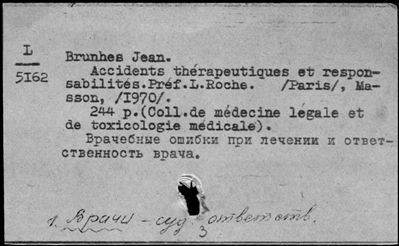 L
5I62
Brunhes Jean.
Accidents thérapeutiques et respon-
sabilités.Préf.L.Roche. /Paris/, Ma-
sson, /I970/.
244 p.(Coll.de médecine légale et
de toxicologie médicale).
Врачебные ошибки при лечении и ответ-
ственность врача.
1. Врачи - суд. ответств.
3